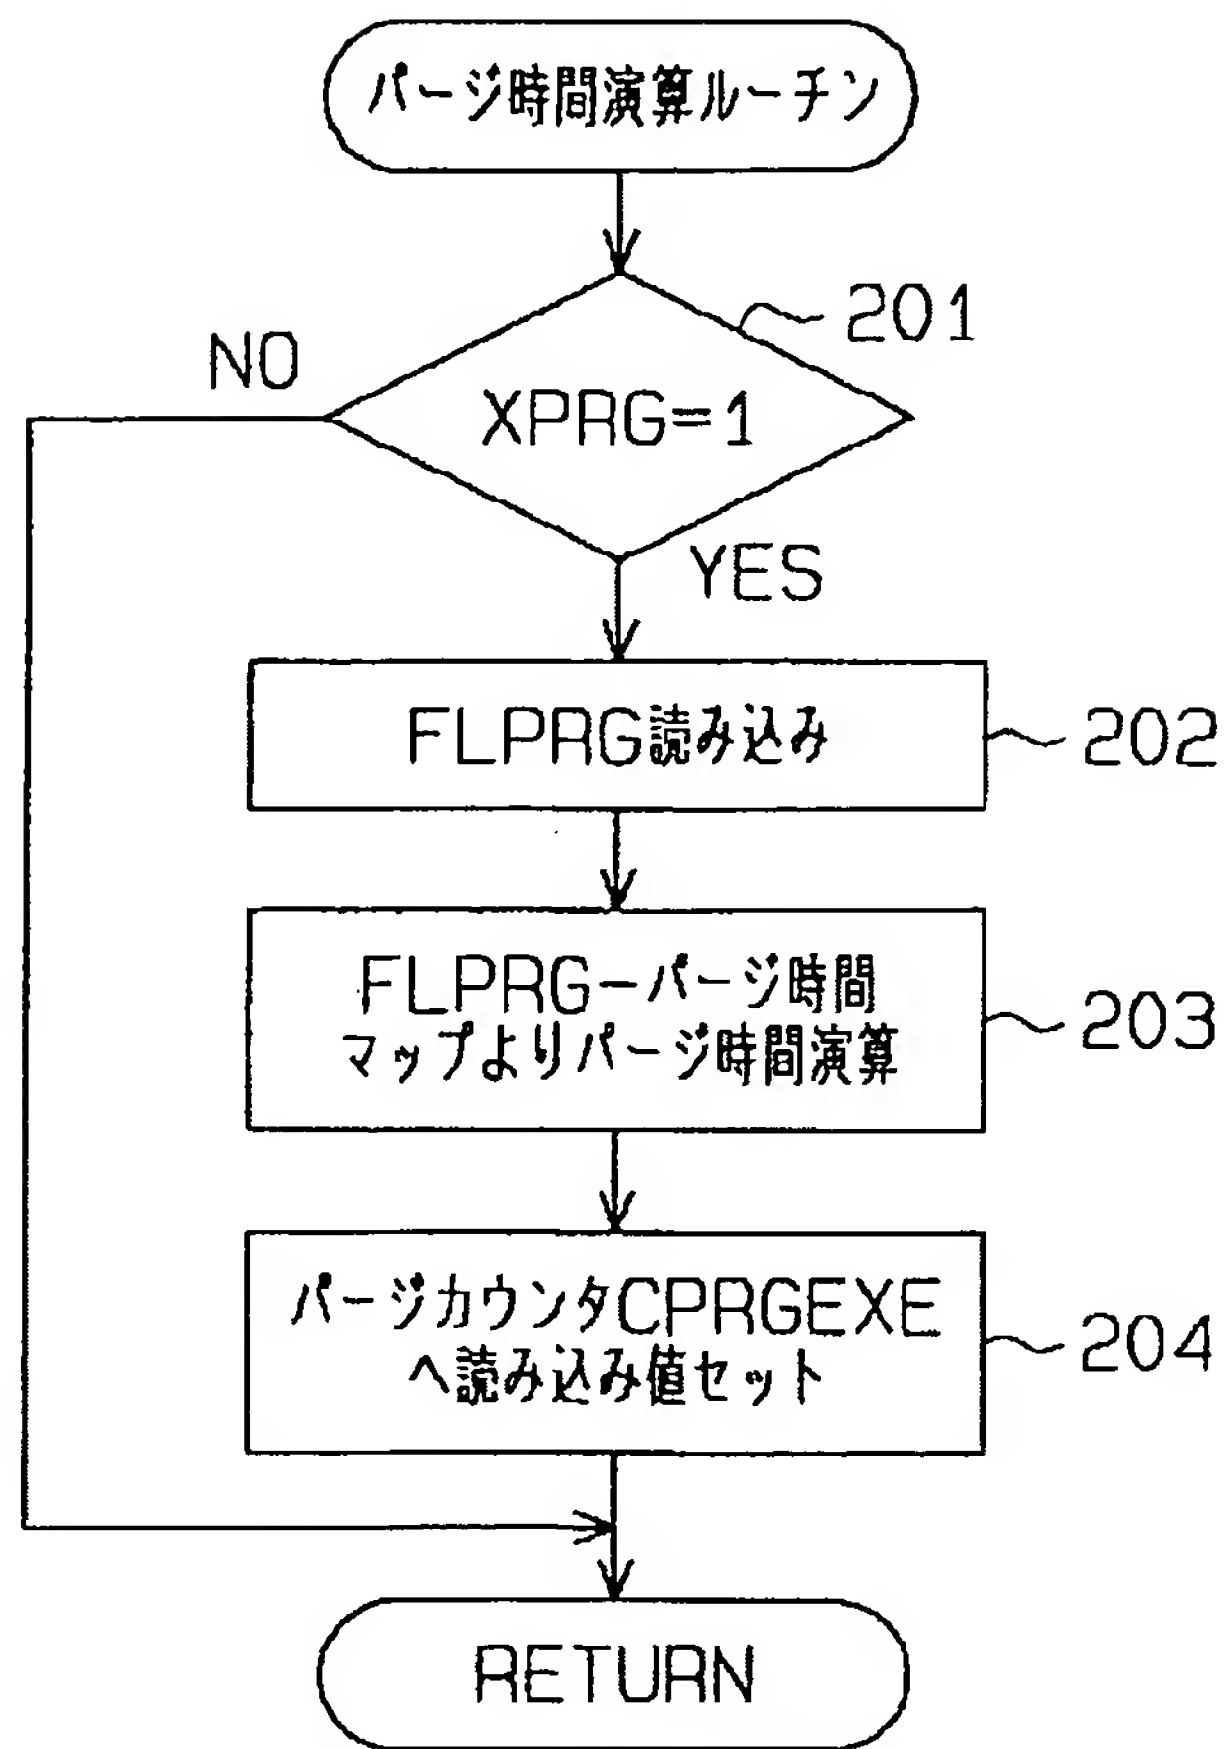 パージ時間演算ルーチン
201
NO
XPRG=1
YES
FLPRG読み込み
202
FLPRG-パージ時間
マップよりパージ時間演算
203
パージカウンタCPRGEXE
へ読み込み値セット
204
RETURN